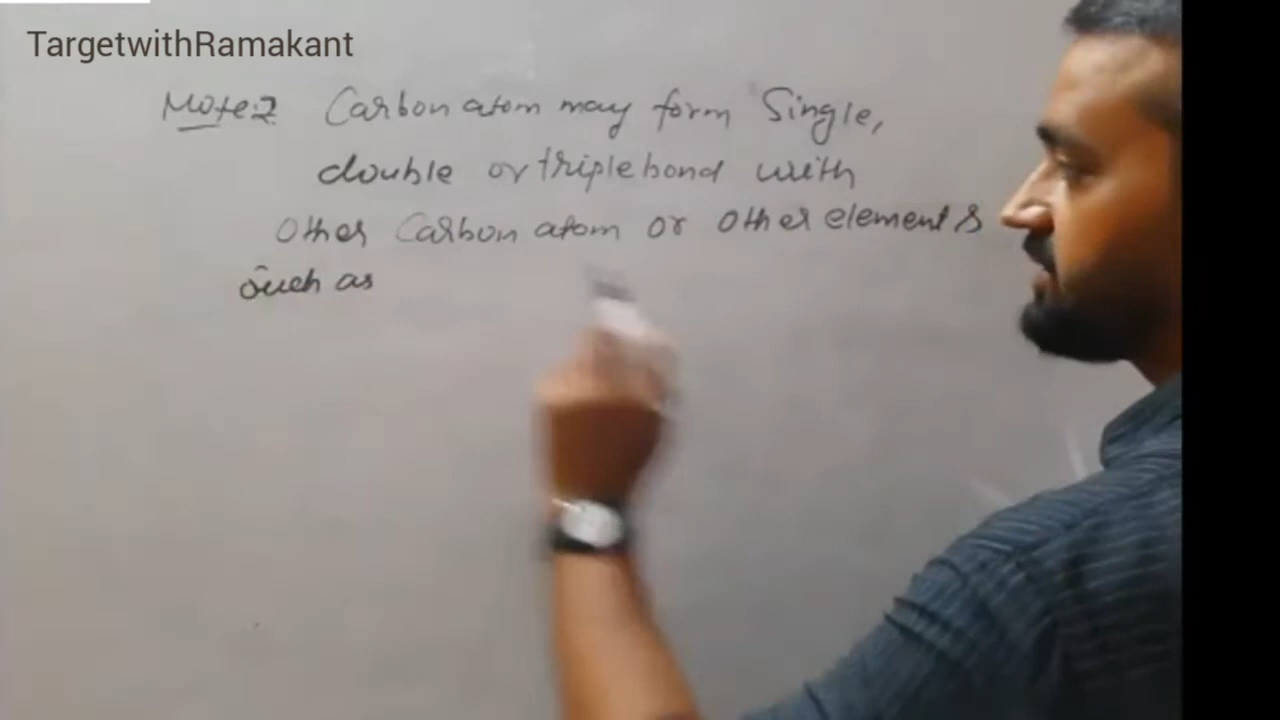 TargetwithRamakant
Note:2 Carbon atom may form Single,
double or triple bond with
Other Carbon atom or other elements
Such as